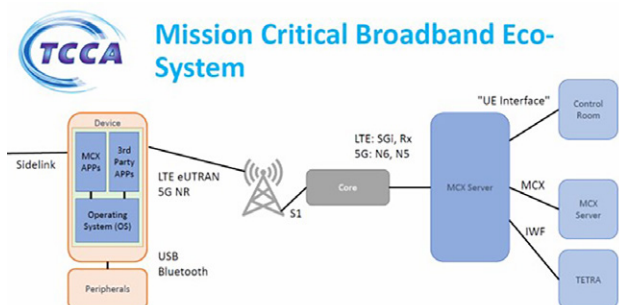 TCCA
Mission Critical Broadband Eco-
System
Sidelink
Device
MCX
APPs
3rd
Party
APPs
Operating
System (OS)
USB
Bluetooth
Peripherals
LTE eUTRAN
5G NR
S1
Core
LTE: SGi, Rx
5G: N6, N5
MCX Server
"UE Interface"
Control
Room
MCX
MCX
Server
IWF
TETRA